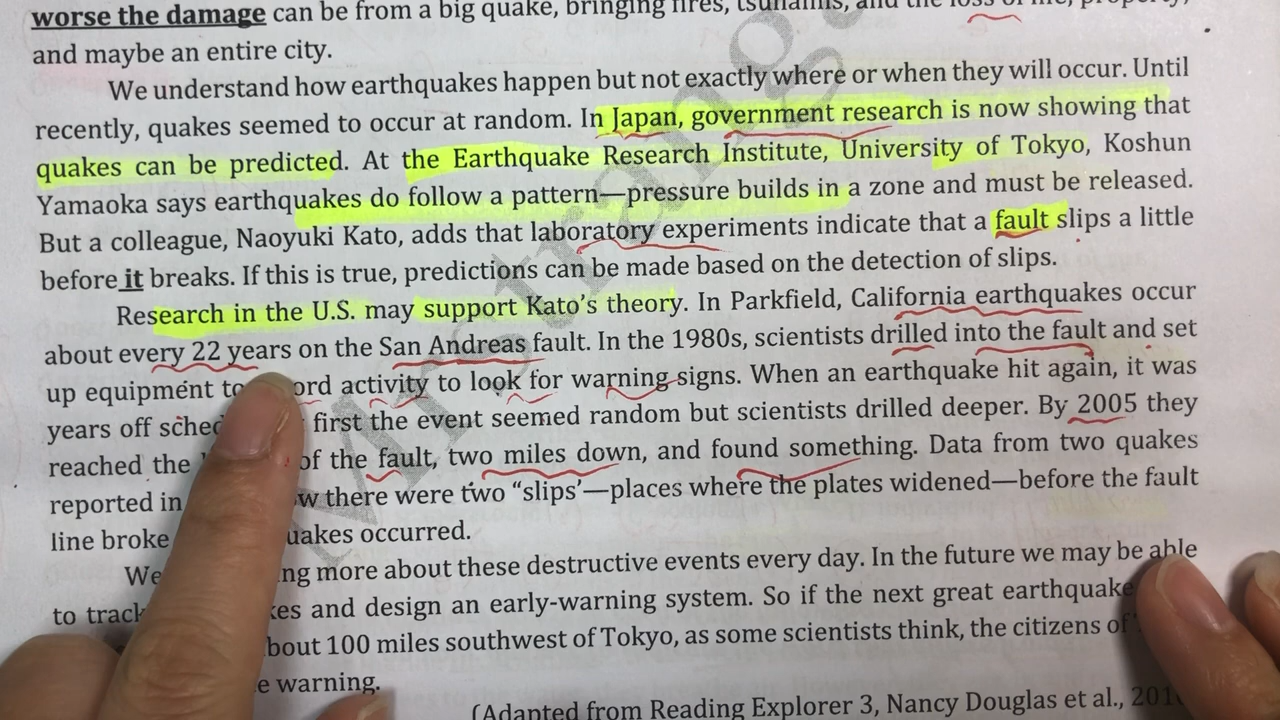 worse the damage can be from a big quake, bringing fires, tsunamis, and the loss of life, property,
and maybe an entire city.
We understand how earthquakes happen but not exactly where or when they will occur. Until
recently, quakes seemed to occur at random. In Japan, government research is now showing that
quakes can be predicted. At the Earthquake Research Institute, University of Tokyo, Koshun
Yamaoka says earthquakes do follow a pattern—pressure builds in a zone and must be released.
But a colleague, Naoyuki Kato, adds that laboratory experiments indicate that a fault slips a little
before it breaks. If this is true, predictions can be made based on the detection of slips.
Research in the U.S. may support Kato's theory. In Parkfield, California earthquakes occur
about every 22 years on the San Andreas fault. In the 1980s, scientists drilled into the fault and set
up equipment to activity to look for warning signs. When an earthquake hit again, it was
years off first the event seemed random but scientists drilled deeper. By 2005 they
reached the of the fault, two miles down, and found something. Data from two quakes
reported in there were two "slips'—places where the plates widened—before the fault
line broke occurred.
more about these destructive events every day. In the future we may be able
to track and design an early-warning system. So if the next great earthquake
about 100 miles southwest of Tokyo, as some scientists think, the citizens of
warning.
(Adapted from Reading Explorer 3, Nancy Douglas et al.,